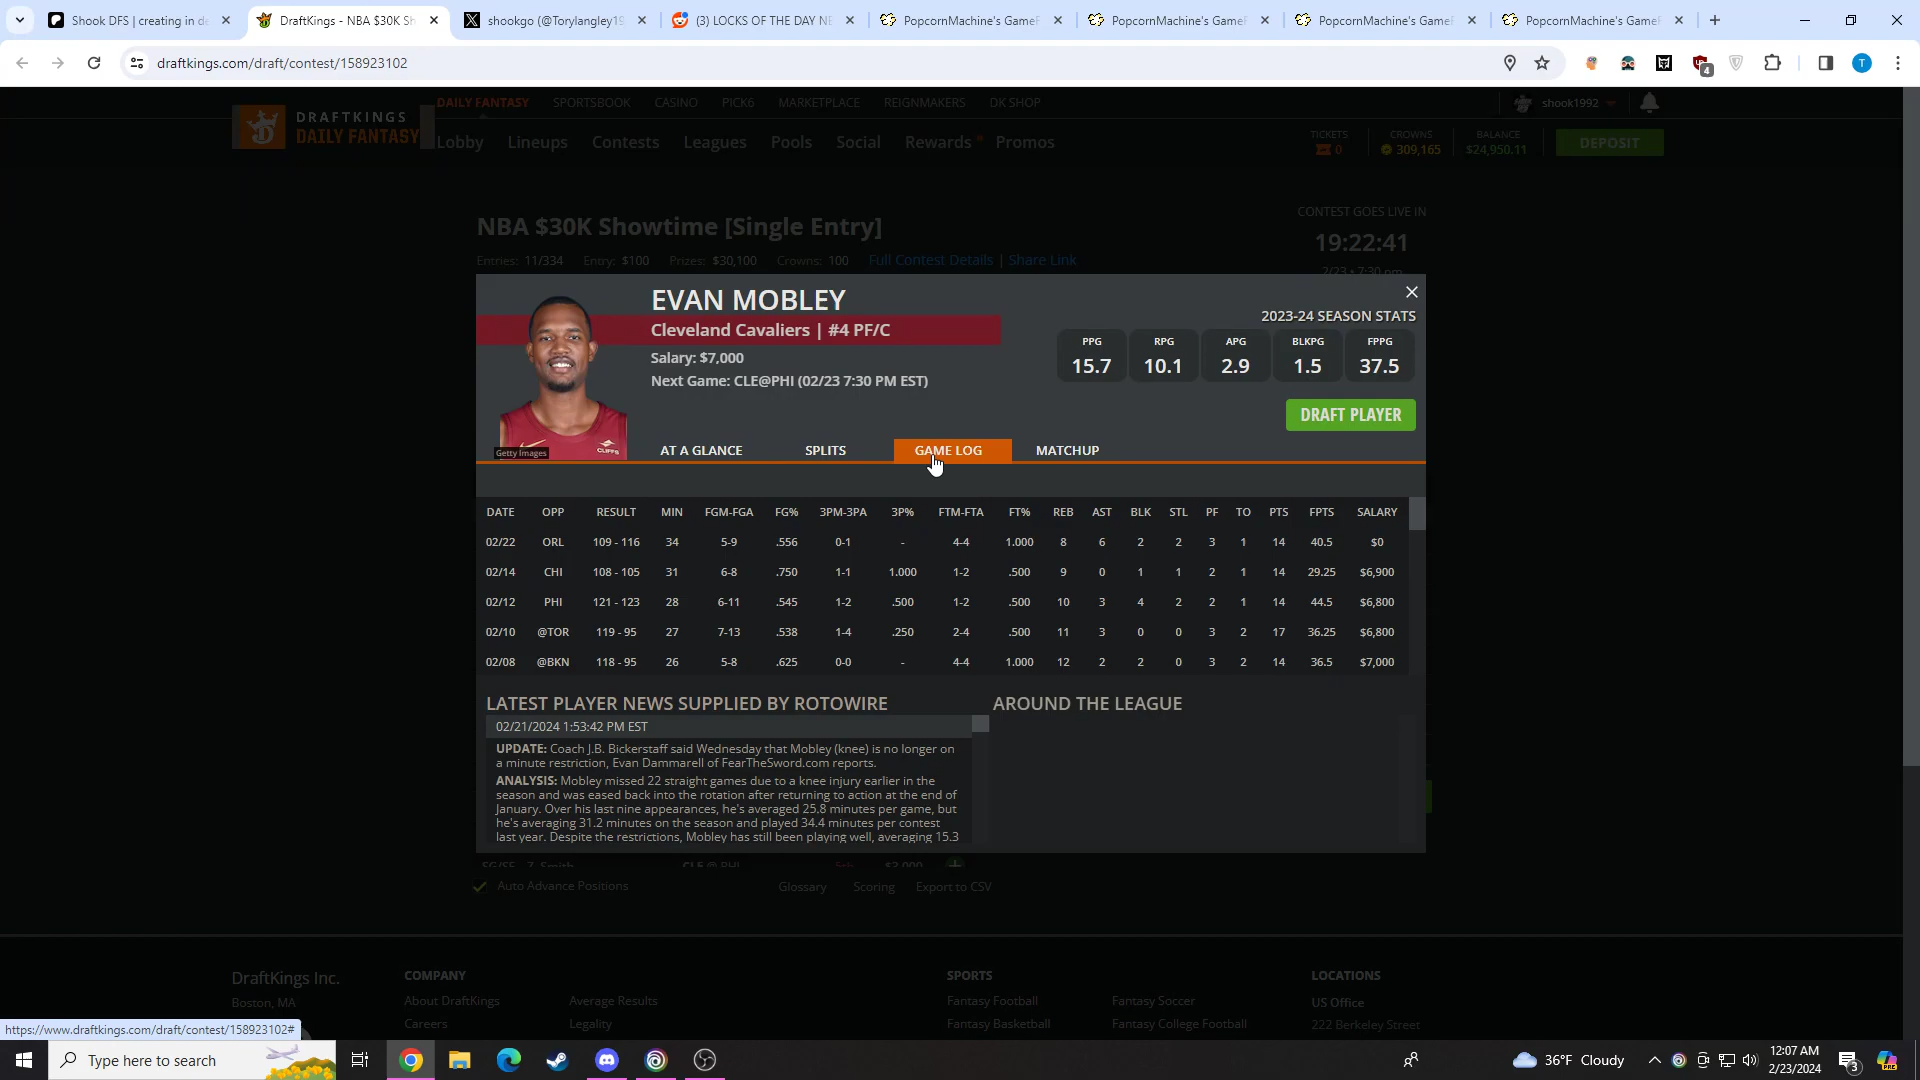 Shook DFS | creating in de
DraftKings - NBA $30K Sh
shookgo (@Torylangley19
(3) LOCKS OF THE DAY NE
PopcornMachine's GameF
PopcornMachine's GameF
PopcornMachine's GameF
PopcornMachine's GameF
draftkings.com/draft/contest/158923102
4
T
DRAFTKINGS
DAILY FANTASY
DAILY FANTASY SPORTSBOOK CASINO PICK6 MARKETPLACE REIGNMAKERS DK SHOP
shook1992
Lobby Lineups Contests Leagues Pools Social Rewards Promos
TICKETS
0
CROWNS
309,165
BALANCE
$24,950.11
DEPOSIT
NBA $30K Showtime [Single Entry]
CONTEST GOES LIVE IN
19:22:41
2/23 • 7:30 pm
Entries: 11/334 Entry: $100 Prizes: $30,100 Crowns: 100 Full Contest Details | Share Link
EVAN MOBLEY
Cleveland Cavaliers | #4 PF/C
Salary: $7,000
Next Game: CLE@PHI (02/23 7:30 PM EST)
Getty Images
CLIFFS
2023-24 SEASON STATS
PPG RPG APG BLKPG FPPG
15.7 10.1 2.9 1.5 37.5
DRAFT PLAYER
AT A GLANCE SPLITS GAME LOG MATCHUP
DATE OPP RESULT MIN FGM-FGA FG% 3PM-3PA 3P% FTM-FTA FT% REB AST BLK STL PF TO PTS FPTS SALARY
02/22 ORL 109 - 116 34 5-9 .556 0-1 - 4-4 1.000 8 6 2 2 3 1 14 40.5 $0
02/14 CHI 108 - 105 31 6-8 .750 1-1 1.000 1-2 .500 9 0 1 1 2 1 14 29.25 $6,900
02/12 PHI 121 - 123 28 6-11 .545 1-2 .500 1-2 .500 10 3 4 2 2 1 14 44.5 $6,800
02/10 @TOR 119 - 95 27 7-13 .538 1-4 .250 2-4 .500 11 3 0 0 3 2 17 36.25 $6,800
02/08 @BKN 118 - 95 26 5-8 .625 0-0 - 4-4 1.000 12 2 2 0 3 2 14 36.5 $7,000
LATEST PLAYER NEWS SUPPLIED BY ROTOWIRE
AROUND THE LEAGUE
02/21/2024 1:53:42 PM EST
UPDATE: Coach J.B. Bickerstaff said Wednesday that Mobley (knee) is no longer on
a minute restriction, Evan Dammarell of FearTheSword.com reports.
ANALYSIS: Mobley missed 22 straight games due to a knee injury earlier in the
season and was eased back into the rotation after returning to action at the end of
January. Over his last nine appearances, he's averaged 25.8 minutes per game, but
he's averaging 31.2 minutes on the season and played 34.4 minutes per contest
last year. Despite the restrictions, Mobley has still been playing well, averaging 15.3
SG/SF Z. Smith CLE @ PHI 5th $3,000
Auto Advance Positions Glossary Scoring Export to CSV
DraftKings Inc.
Boston, MA
COMPANY
About DraftKings Average Results
Careers Legality
SPORTS
Fantasy Football Fantasy Soccer
Fantasy Basketball Fantasy College Football
LOCATIONS
US Office
222 Berkeley Street
https://www.draftkings.com/draft/contest/158923102#
Type here to search
36°F Cloudy
12:07 AM
2/23/2024
3
PRE